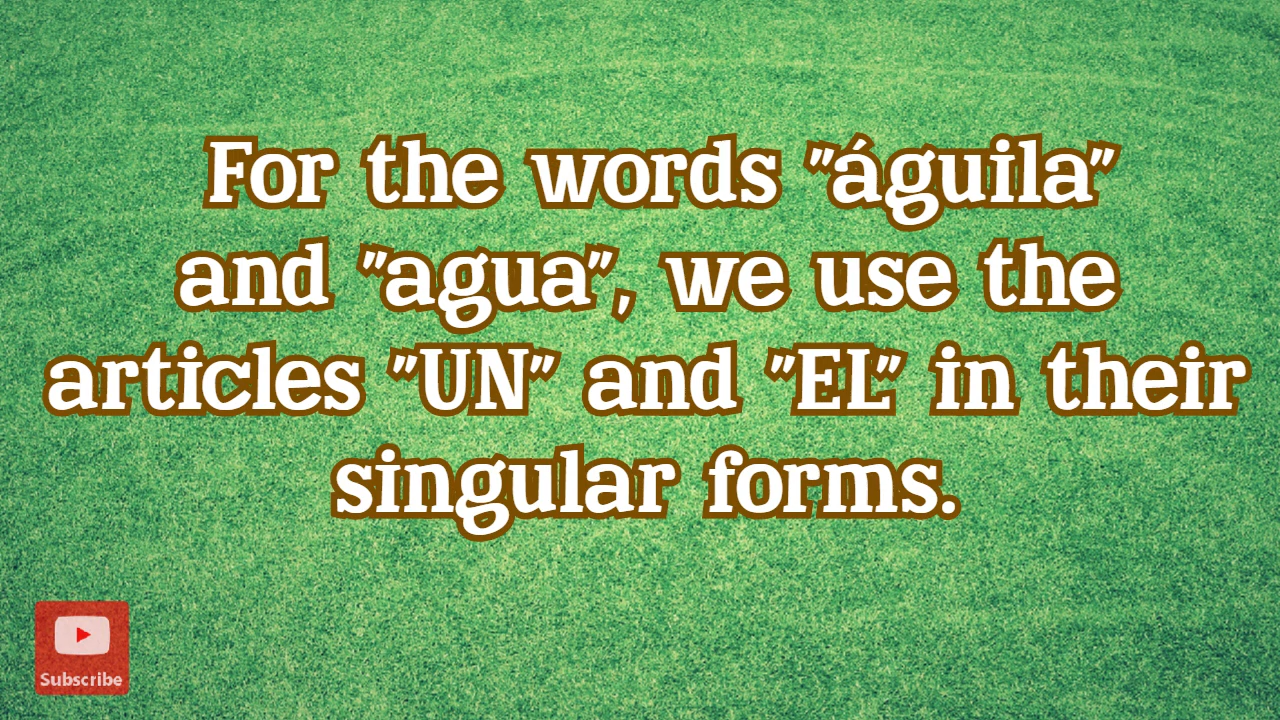 For the words "águila"
and "agua", we use the
articles "UN" and "EL" in their
singular forms.
Subscribe